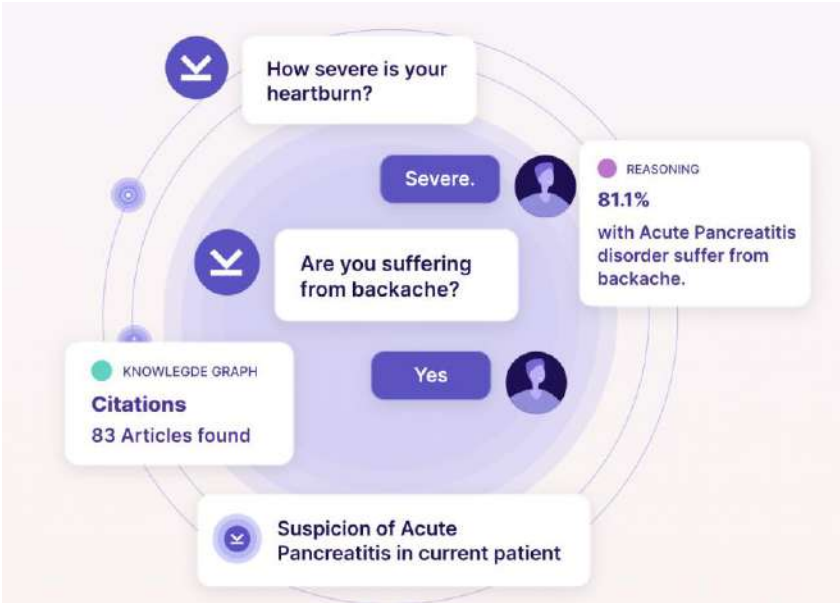 How severe is your
heartburn?
Severe.
REASONING
81.1%
with Acute Pancreatitis
disorder suffer from
backache.
Are you suffering
from backache?
Yes
KNOWLEGDE GRAPH
Citations
83 Articles found
Suspicion of Acute
Pancreatitis in current patient